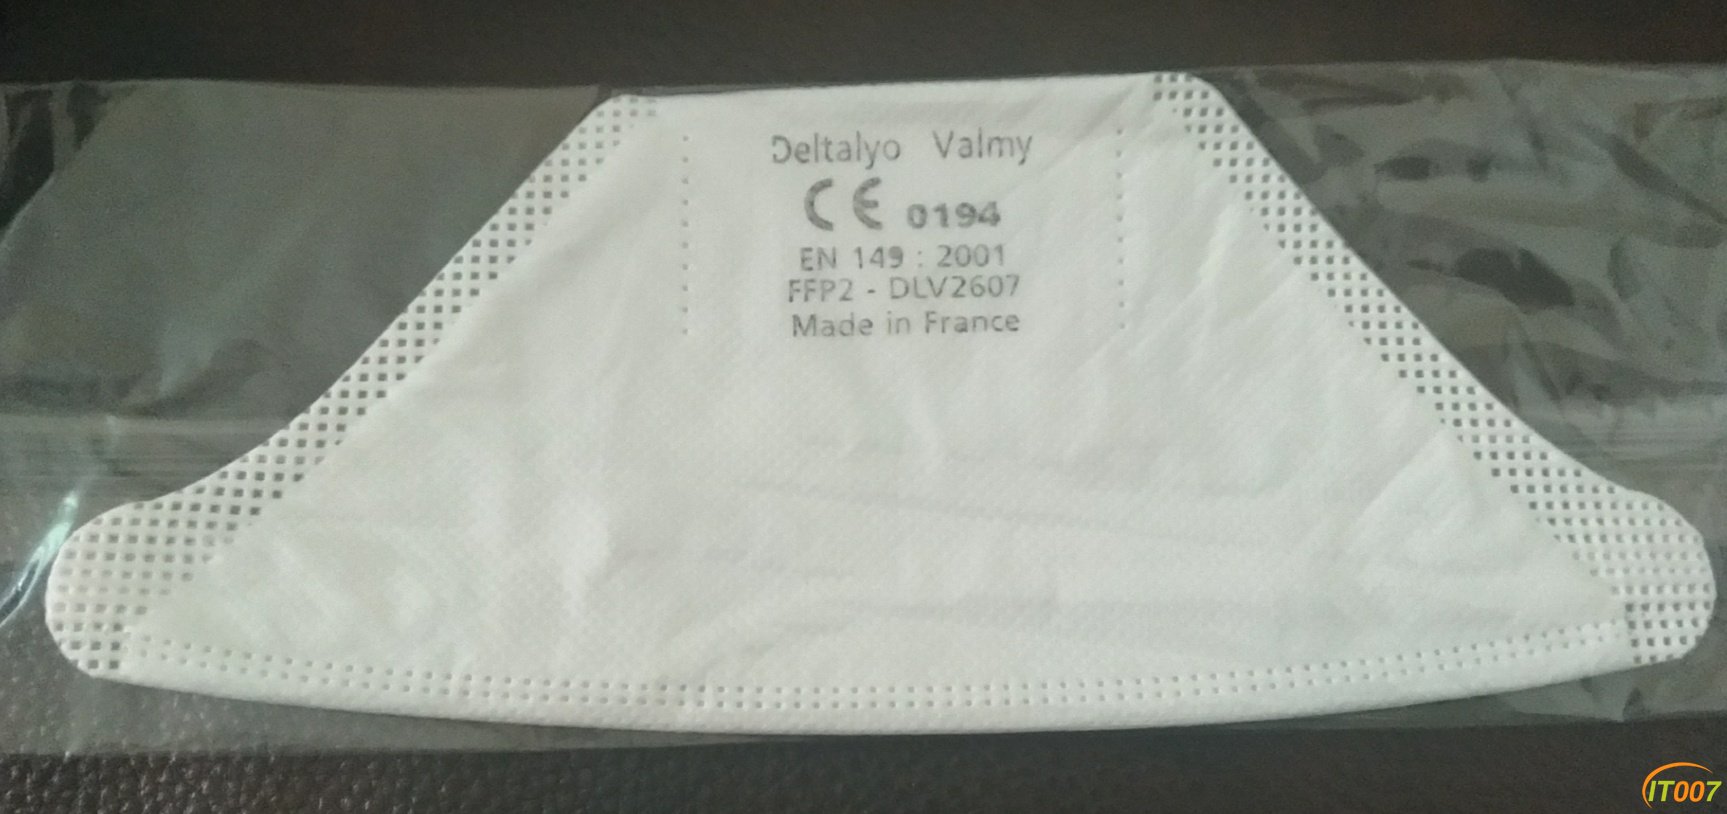 Deltalyo Valmy
CE 0194
EN 149 : 2001
FFP2 - DLV2607
Made in France
IT007